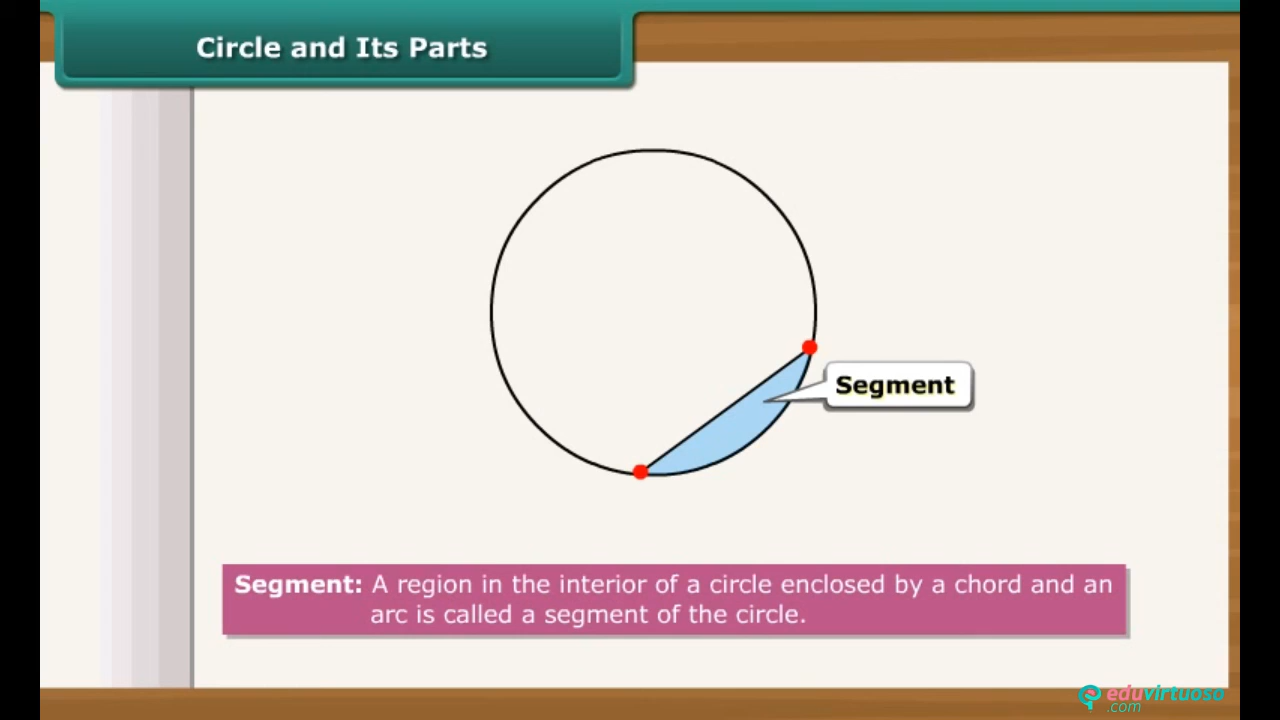 Circle and Its Parts
Segment
Segment: A region in the interior of a circle enclosed by a chord and an
arc is called a segment of the circle.
eduvirtuoso
.com